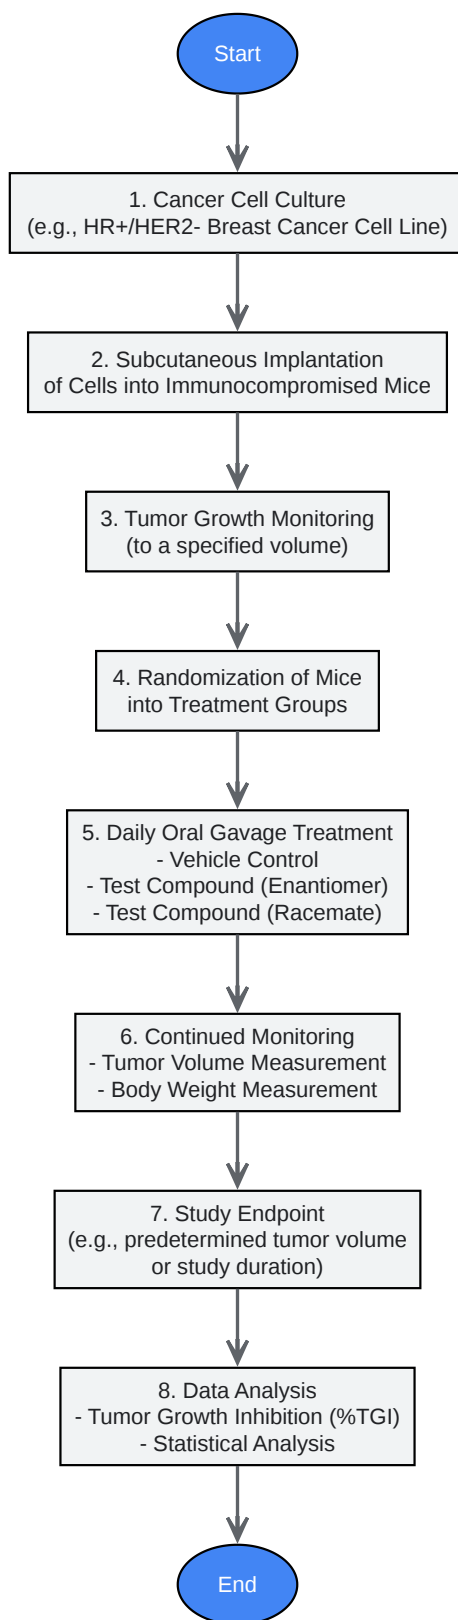 Start
1. Cancer Cell Culture
(e.g., HR+/HER2- Breast Cancer Cell Line)
2. Subcutaneous Implantation
of Cells into Immunocompromised Mice
3. Tumor Growth Monitoring
(to a specified volume)
4. Randomization of Mice
into Treatment Groups
5. Daily Oral Gavage Treatment
- Vehicle Control
- Test Compound (Enantiomer)
- Test Compound (Racemate)
6. Continued Monitoring
- Tumor Volume Measurement
- Body Weight Measurement
7. Study Endpoint
(e.g., predetermined tumor volume
or study duration)
8. Data Analysis
- Tumor Growth Inhibition (%TGI)
- Statistical Analysis
End